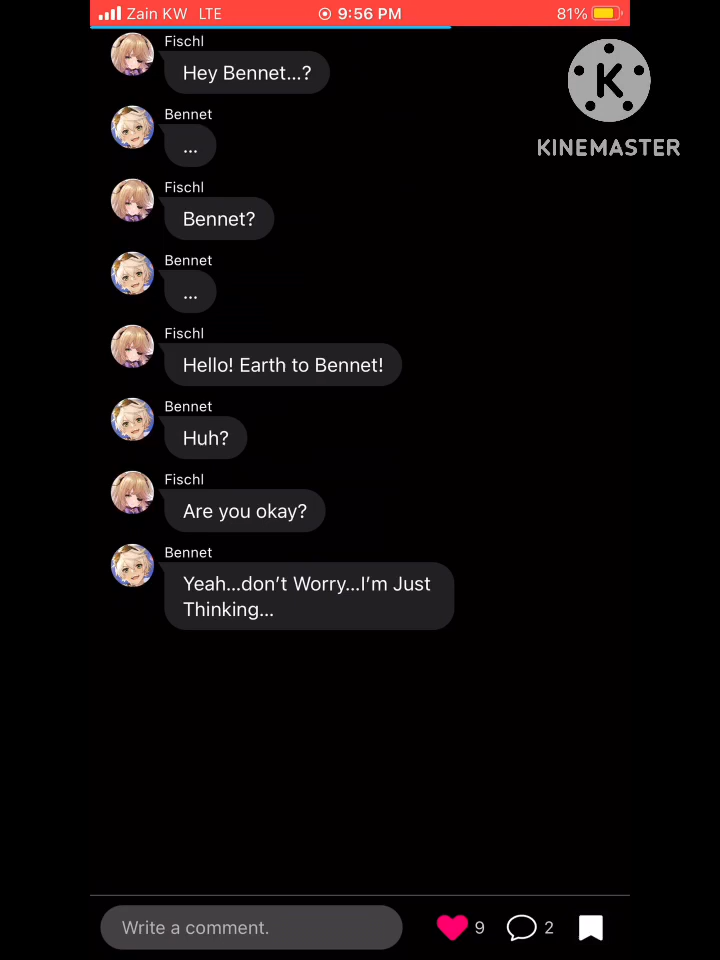 Zain KW LTE 9:56 PM 81%
Fischl
Hey Bennet...?
K
KINEMASTER
Bennet
...
Fischl
Bennet?
Bennet
...
Fischl
Hello! Earth to Bennet!
Bennet
Huh?
Fischl
Are you okay?
Bennet
Yeah...don’t Worry...I’m Just
Thinking...
Write a comment. 9 2